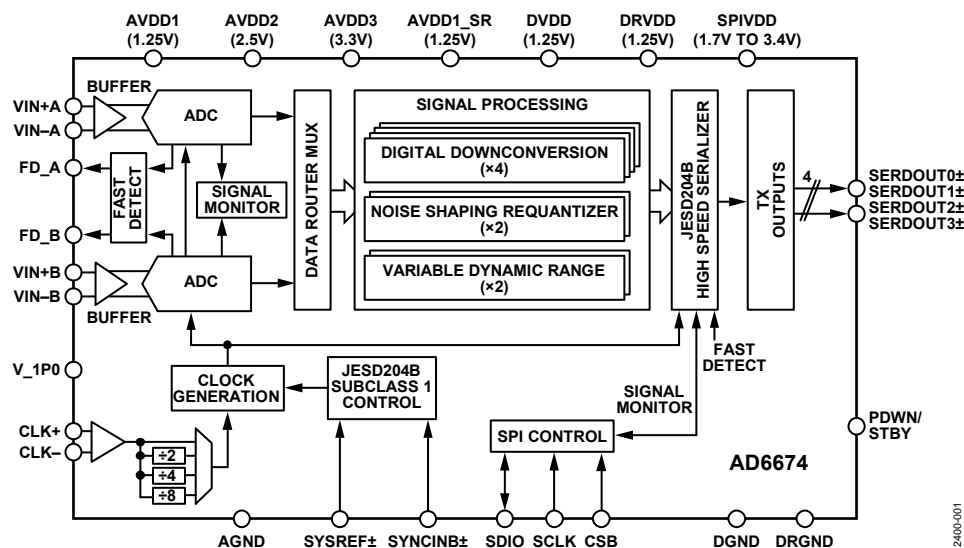 AVDD1
(1.25V)
AVDD2
(2.5V)
AVDD3
(3.3V)
AVDD1_SR
(1.25V)
DVDD
(1.25V)
DRVDD
(1.25V)
SPIVDD
(1.7V TO 3.4V)
BUFFER
VIN+A
VIN–A
ADC
FD_A
FAST
DETECT
SIGNAL
MONITOR
FD_B
VIN+B
VIN–B
ADC
BUFFER
DATA ROUTER MUX
SIGNAL PROCESSING
DIGITAL DOWNCONVERSION
(×4)
NOISE SHAPING REQUANTIZER
(×2)
VARIABLE DYNAMIC RANGE
(×2)
JESD204B
HIGH SPEED SERIALIZER
TX
OUTPUTS
4
SERDOUT0±
SERDOUT1±
SERDOUT2±
SERDOUT3±
FAST
DETECT
V_1P0
CLOCK
GENERATION
JESD204B
SUBCLASS 1
CONTROL
SIGNAL
MONITOR
CLK+
CLK–
÷2
÷4
÷8
SPI CONTROL
PDWN/
STBY
AD6674
AGND
SYSREF±
SYNCINB±
SDIO
SCLK
CSB
DGND
DRGND
2400-001